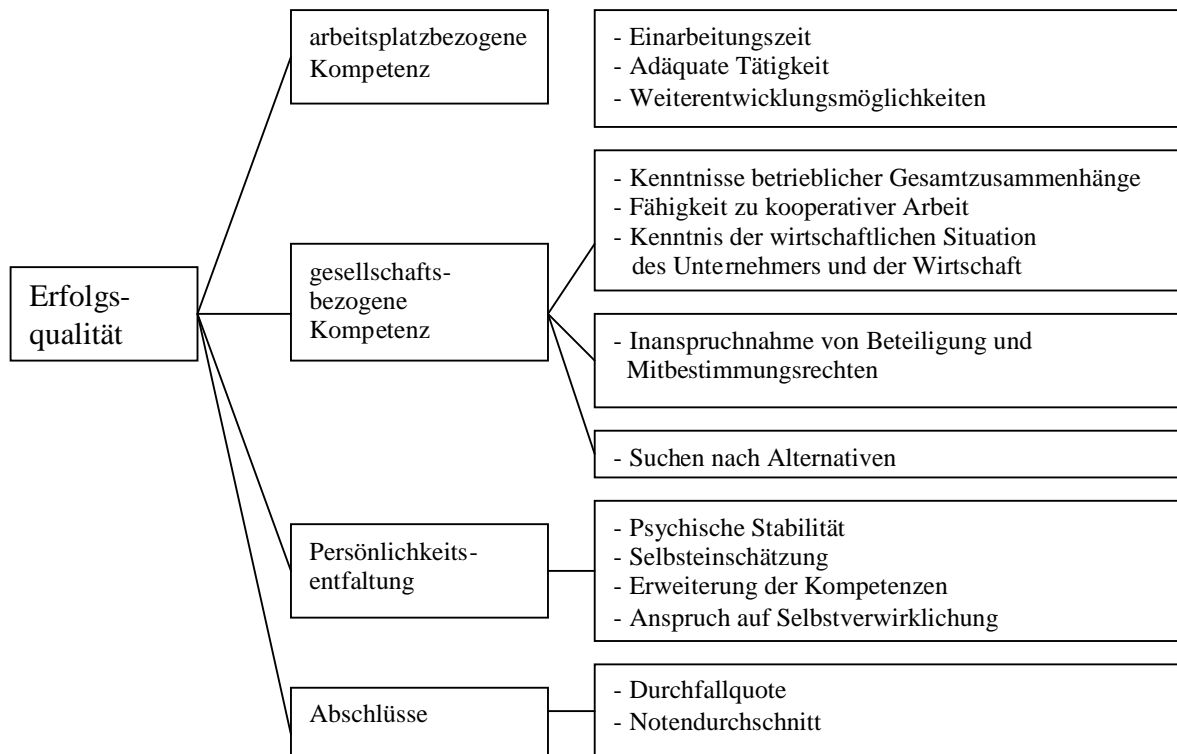 Erfolgs-
qualität
arbeitsplatzbezogene
Kompetenz
- Einarbeitungszeit
- Adäquate Tätigkeit
- Weiterentwicklungsmöglichkeiten
gesellschafts-
bezogene
Kompetenz
- Kenntnisse betrieblicher Gesamtzusammenhänge
- Fähigkeit zu kooperativer Arbeit
- Kenntnis der wirtschaftlichen Situation
des Unternehmers und der Wirtschaft
- Inanspruchnahme von Beteiligung und
Mitbestimmungsrechten
- Suchen nach Alternativen
Persönlichkeits-
entfaltung
- Psychische Stabilität
- Selbsteinschätzung
- Erweiterung der Kompetenzen
- Anspruch auf Selbstverwirklichung
Abschlüsse
- Durchfallquote
- Notendurchschnitt